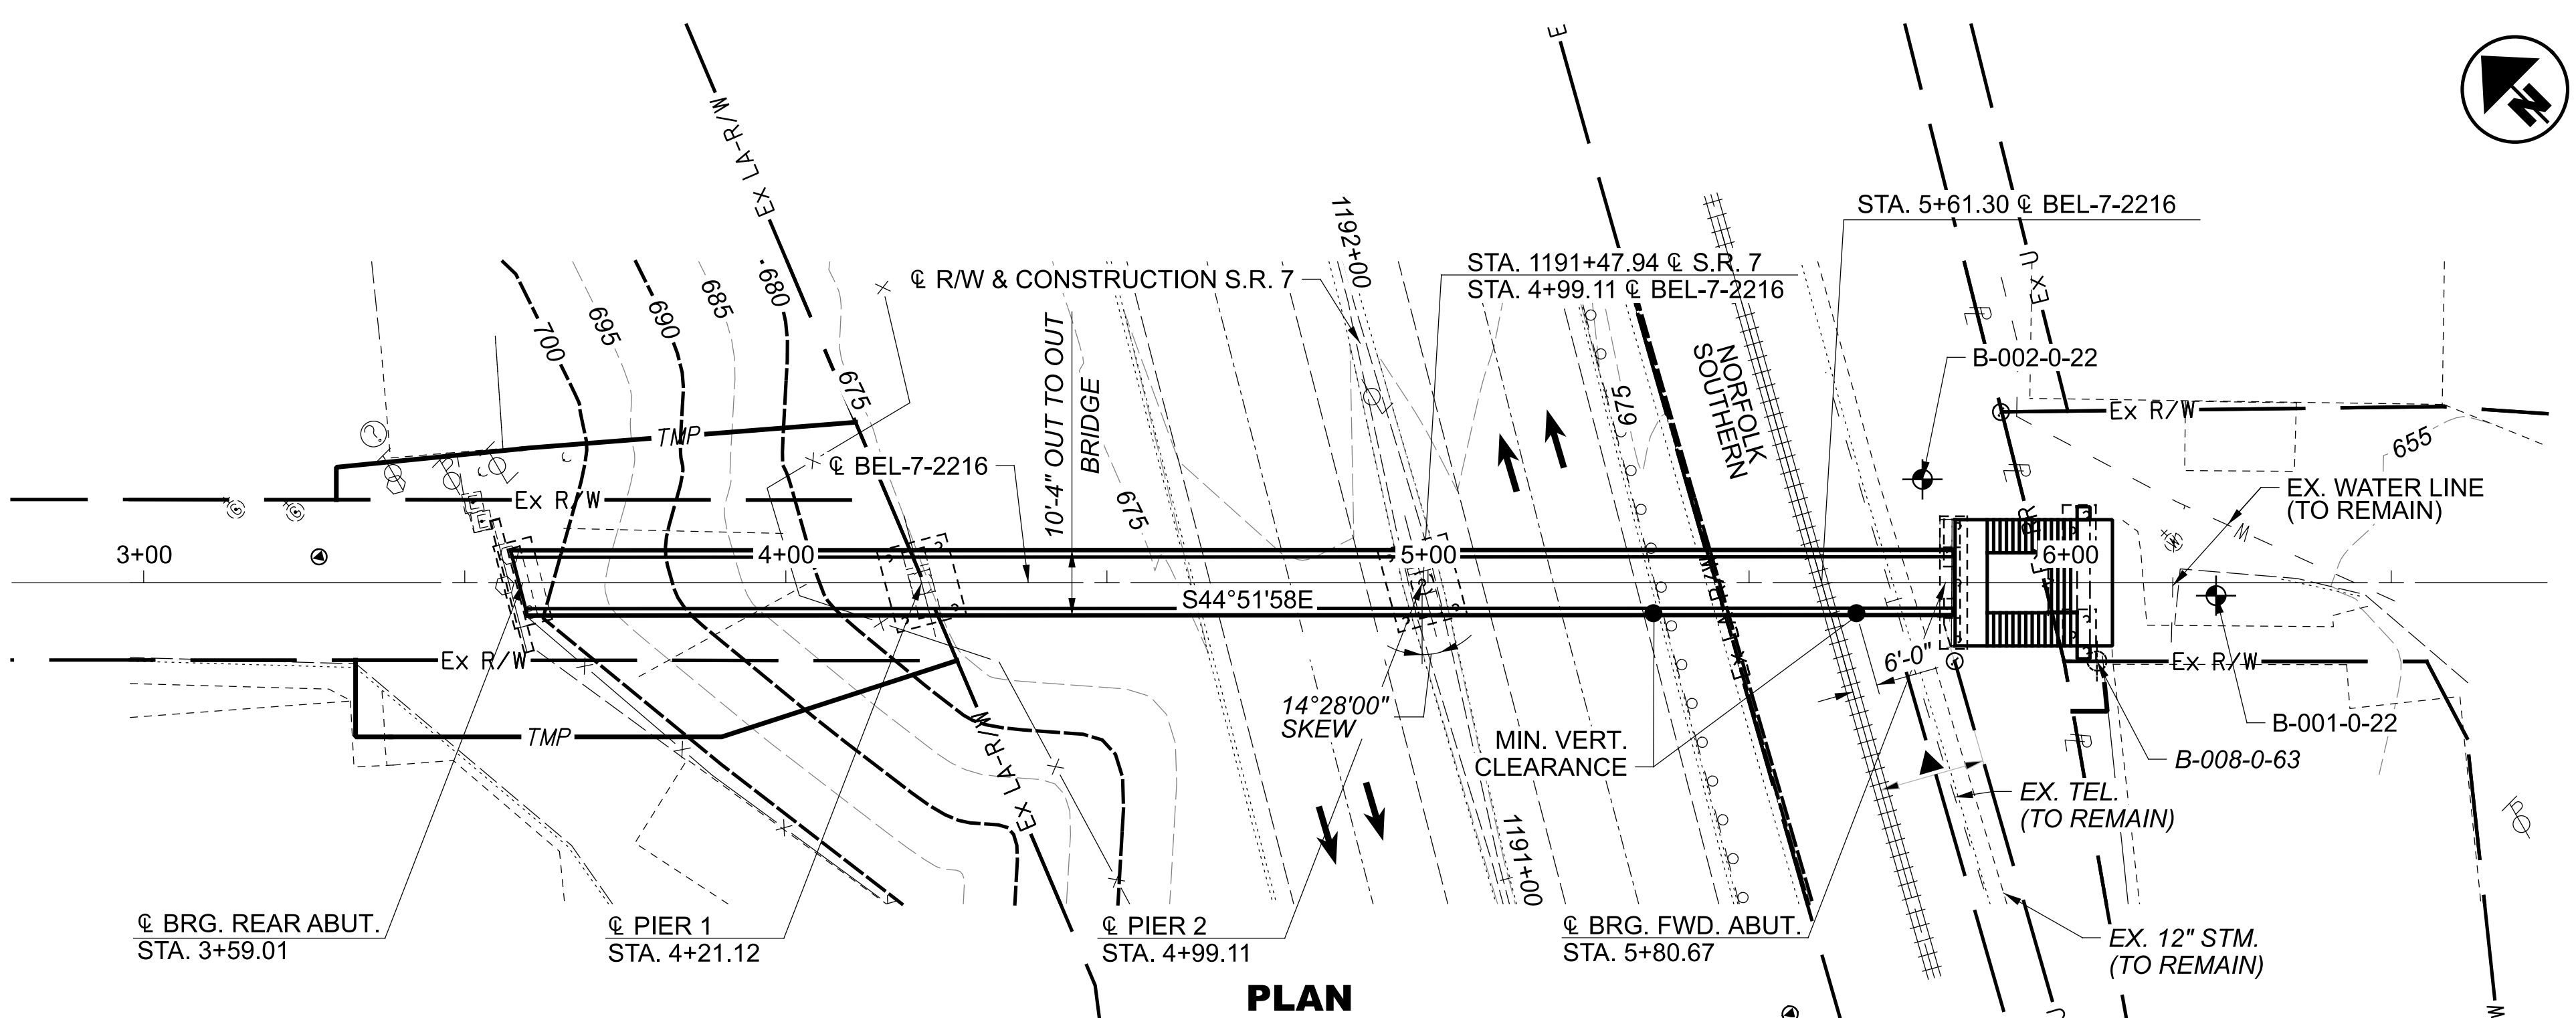 E
N
Ex LA-R/W
STA. 5+61.30 ℄ BEL-7-2216
1192+00
STA. 1191+47.94 ℄ S.R. 7
STA. 4+99.11 ℄ BEL-7-2216
℄ R/W & CONSTRUCTION S.R. 7
Ex U
700
695
690
685
680
675
10'-4" OUT TO OUT
BRIDGE
NORFOLK
SOUTHERN
B-002-0-22
675
TMP
Ex R/W
655
℄ BEL-7-2216
675
EX. WATER LINE
(TO REMAIN)
Ex R/W
3+00
4+00
5+00
6+00
W
S44°51'58E
Ex R/W
6'-0"
Ex R/W
14°28'00"
SKEW
TMP
Ex LA-R/W
MIN. VERT.
CLEARANCE
B-001-0-22
B-008-0-63
EX. TEL.
(TO REMAIN)
1191+00
℄ BRG. REAR ABUT.
STA. 3+59.01
℄ PIER 1
STA. 4+21.12
℄ PIER 2
STA. 4+99.11
℄ BRG. FWD. ABUT.
STA. 5+80.67
EX. 12" STM.
(TO REMAIN)
PLAN
U
W